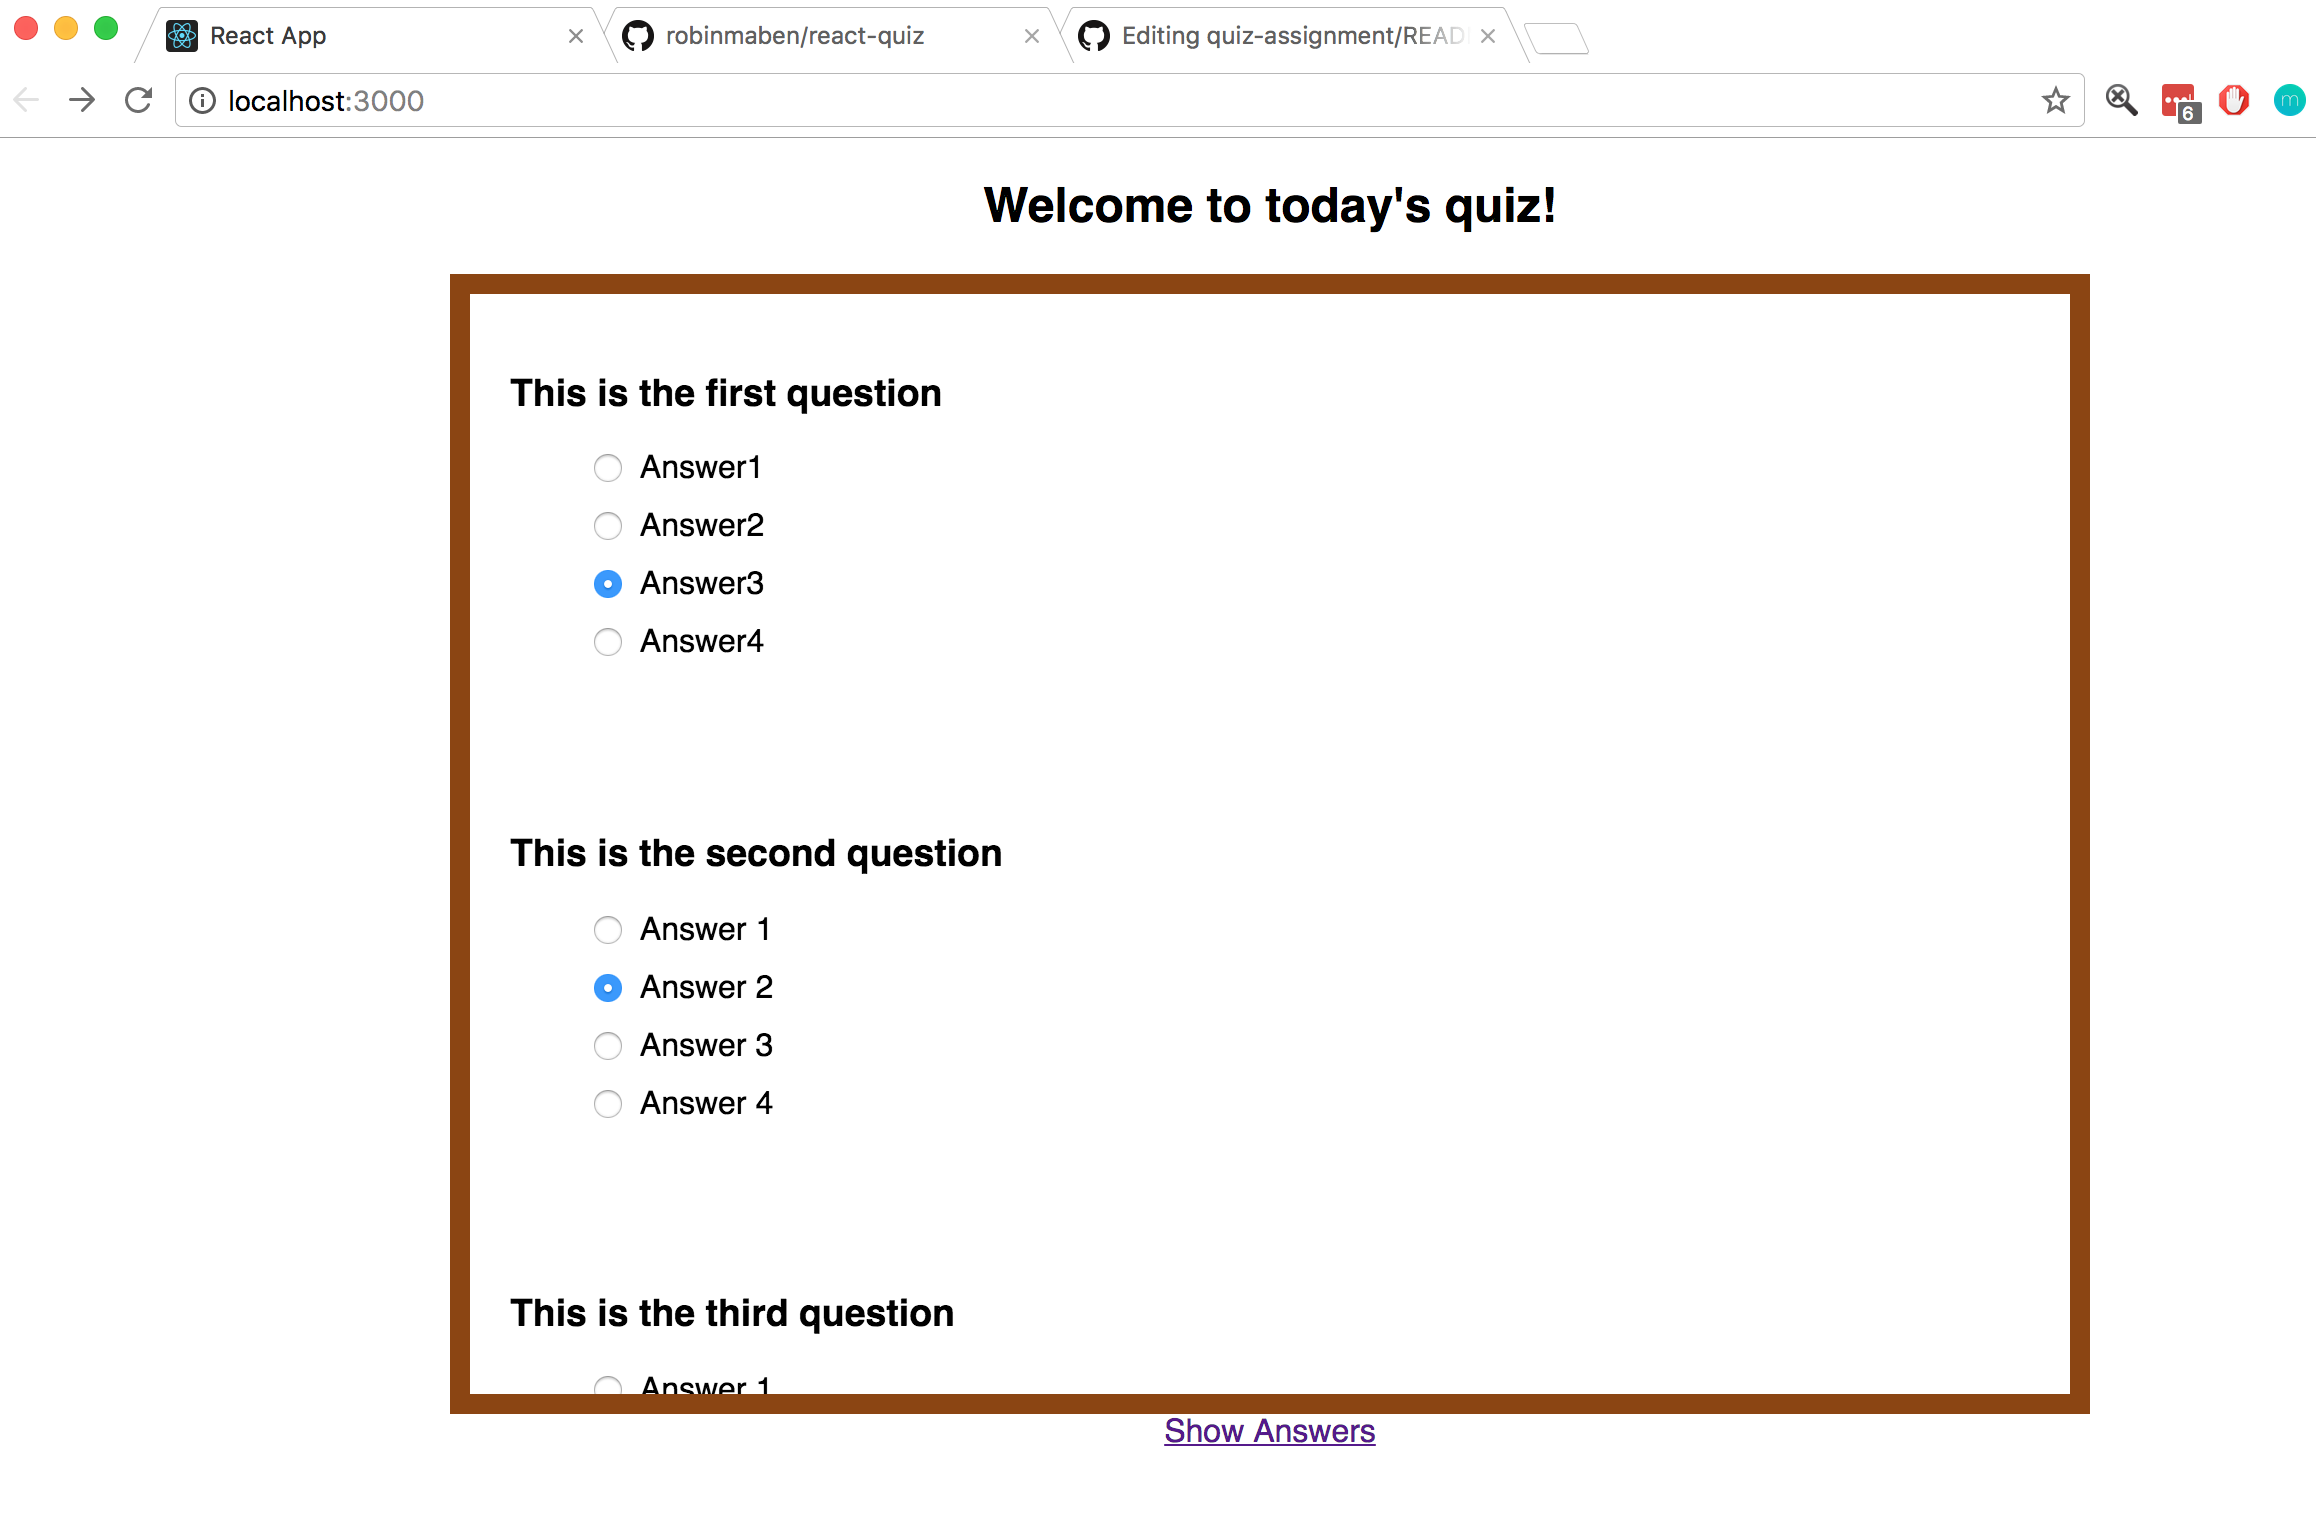 React App
robinmaben/react-quiz
Editing quiz-assignment/READ
localhost:3000
6
m
Welcome to today's quiz!
This is the first question
Answer1
Answer2
Answer3
Answer4
This is the second question
Answer 1
Answer 2
Answer 3
Answer 4
This is the third question
Answer 1
Show Answers